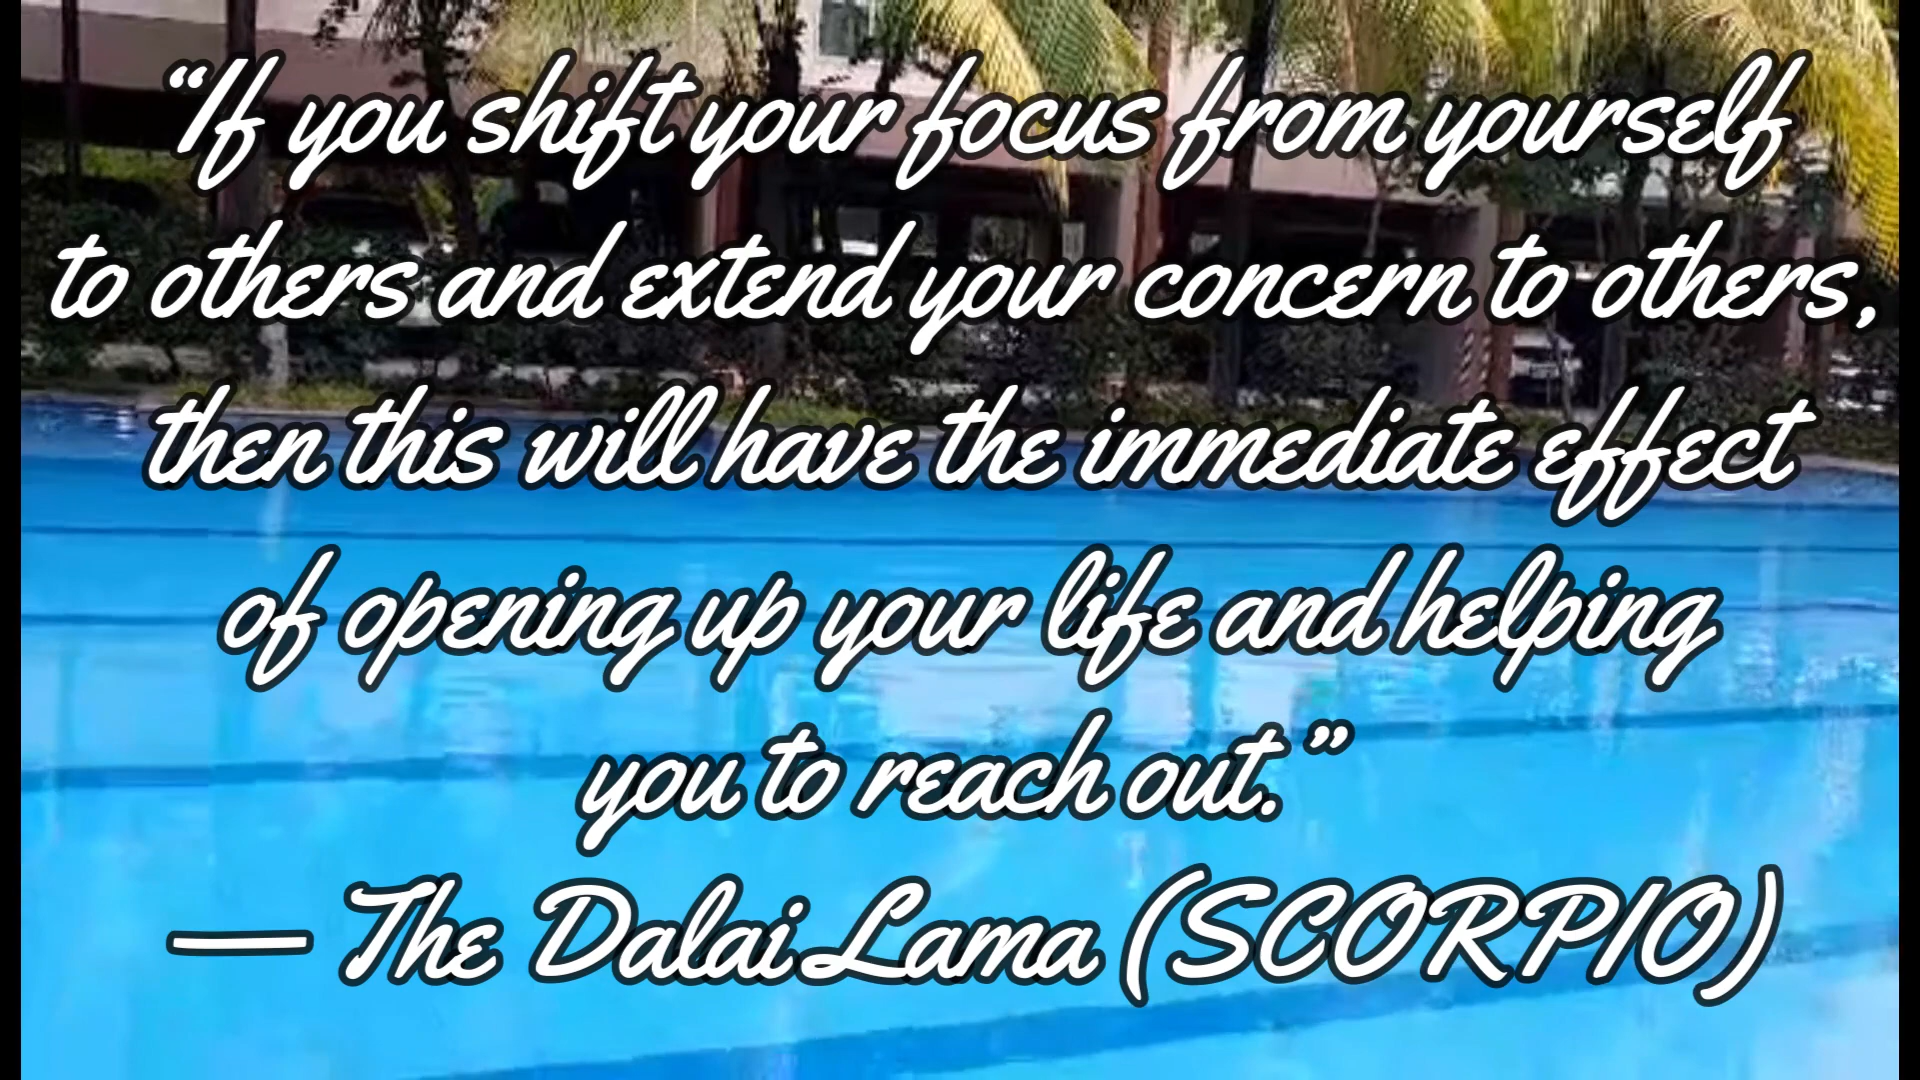 “If you shift your focus from yourself
to others and extend your concern to others,
then this will have the immediate effect
of opening up your life and helping
you to reach out.”
— The Dalai Lama (SCORPIO)